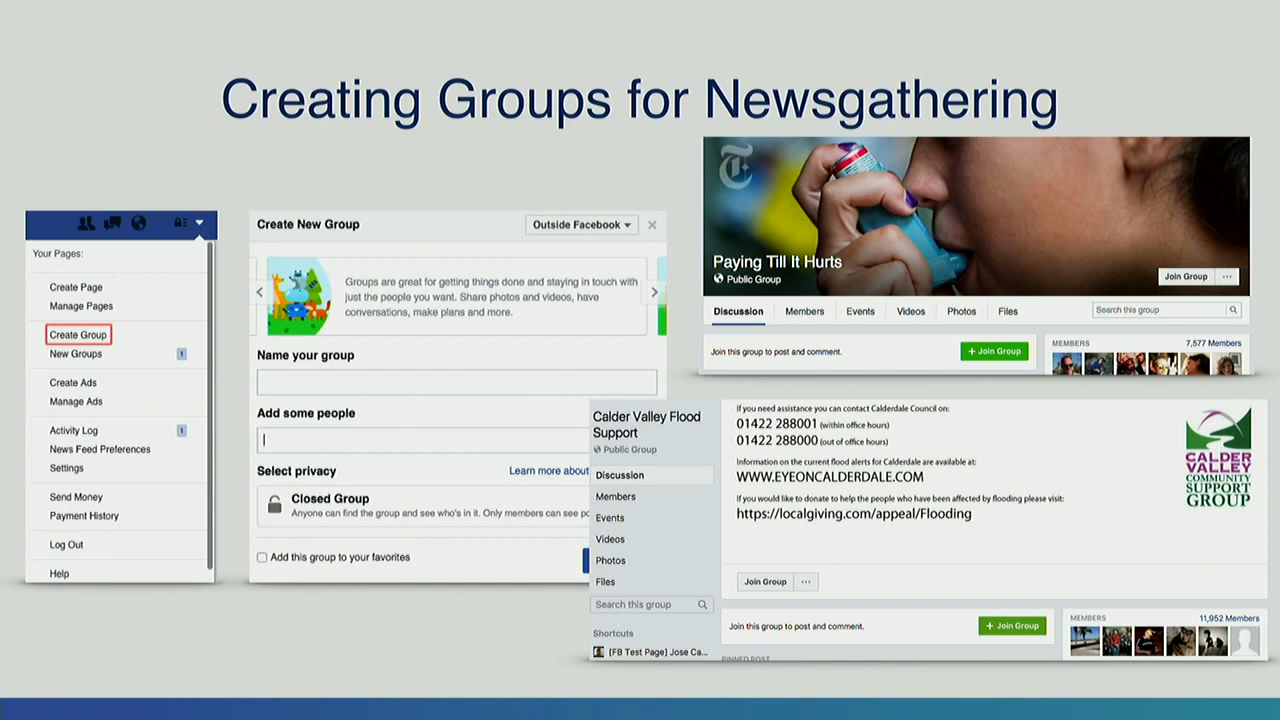 Creating Groups for Newsgathering
Your Pages:
Create Page
Manage Pages
Create Group
New Groups 1
Create Ads
Manage Ads
Activity Log 1
News Feed Preferences
Settings
Send Money
Payment History
Log Out
Help
Create New Group
Outside Facebook
Groups are great for getting things done and staying in touch with
just the people you want. Share photos and videos, have
conversations, make plans and more.
Name your group
Add some people
Select privacy
Learn more about
Closed Group
Anyone can find the group and see who's in it. Only members can see po
Add this group to your favorites
T
Paying Till It Hurts
Public Group
Join Group ...
Discussion Members Events Videos Photos Files
Search this group
Join this group to post and comment.
+ Join Group
MEMBERS 7,577 Members
Calder Valley Flood
Support
Public Group
Discussion
Members
Events
Videos
Photos
Files
Search this group
Shortcuts
[FB Test Page] Jose Ca...
If you need assistance you can contact Calderdale Council on:
01422 288001 (within office hours)
01422 288000 (out of office hours)
Information on the current flood alerts for Calderdale are available at:
WWW.EYEONCALDERDALE.COM
If you would like to donate to help the people who have been affected by flooding please visit:
https://localgiving.com/appeal/Flooding
CALDER
VALLEY
COMMUNITY
SUPPORT
GROUP
Join Group ...
Join this group to post and comment.
+ Join Group
MEMBERS 11,952 Members
PINNED POST